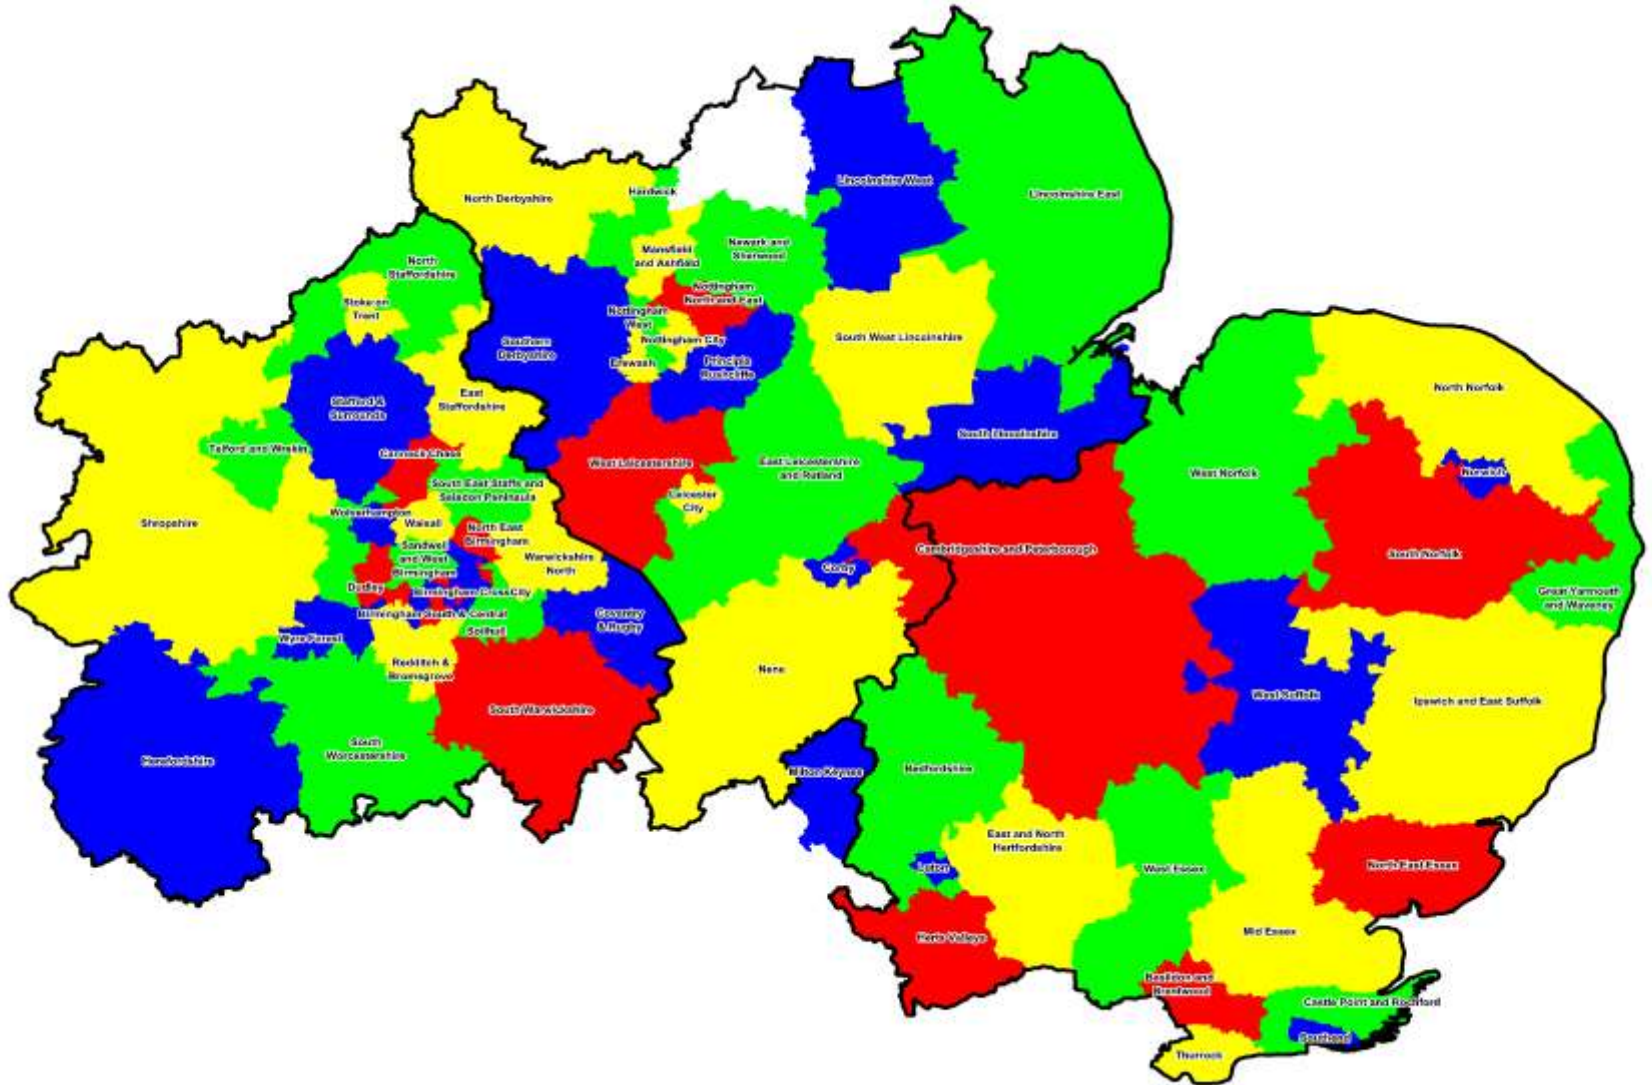 Lincolnshire West
Lincolnshire East
Hardwick
North Derbyshire
Newark and
Sherwood
Mansfield
and Ashfield
North
Staffordshire
Nottingham
North and East
Stoke on
Trent
Nottingham
West
South West Lincolnshire
Nottingham City
Southern
Derbyshire
Erewash
Principia
Rushcliffe
North Norfolk
East
Staffordshire
Stafford &
Surrounds
South Lincolnshire
Telford and Wrekin
Cannock Chase
West Leicestershire
East Leicestershire
and Rutland
West Norfolk
Norwich
South East Staffs and
Seisdon Peninsula
Leicester
City
Wolverhampton
Walsall
Shropshire
North East
Birmingham
Sandwell
and West
Birmingham
Warwickshire
North
Cambridgeshire and Peterborough
South Norfolk
Corby
Dudley
Birmingham CrossCity
Great Yarmouth
and Waveney
Birmingham South & Central
Coventry
& Rugby
Solihull
Wyre Forest
Redditch &
Bromsgrove
Nene
West Suffolk
Ipswich and East Suffolk
South Warwickshire
South
Worcestershire
Herefordshire
Milton Keynes
Bedfordshire
East and North
Hertfordshire
Luton
West Essex
North East Essex
Herts Valleys
Mid Essex
Basildon and
Brentwood
Castle Point and Rochford
Southend
Thurrock